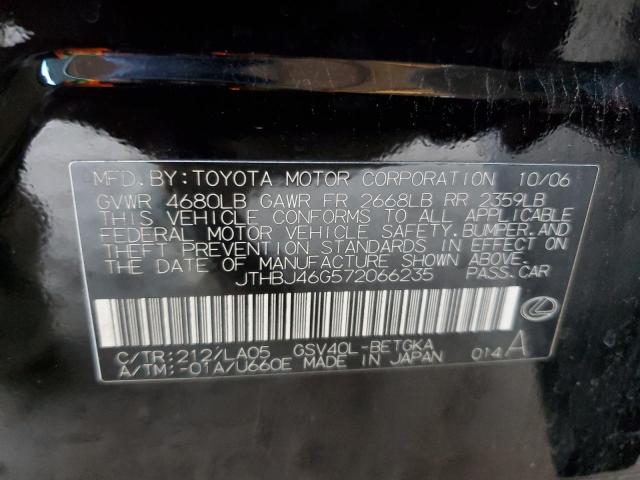 MFD. BY: TOYOTA MOTOR CORPORATION 10/06
GVWR 4680LB GAWR FR 2668LB RR 2359LB
THIS VEHICLE CONFORMS TO ALL APPLICABLE
FEDERAL MOTOR VEHICLE SAFETY, BUMPER, AND
THEFT PREVENTION STANDARDS IN EFFECT ON
THE DATE OF MANUFACTURE SHOWN ABOVE.
JTHBJ46G572066235 PASS.CAR
C/TR:212/LA05 GSV40L-BETGKA
A/TM:-01A/U660E MADE IN JAPAN 014A